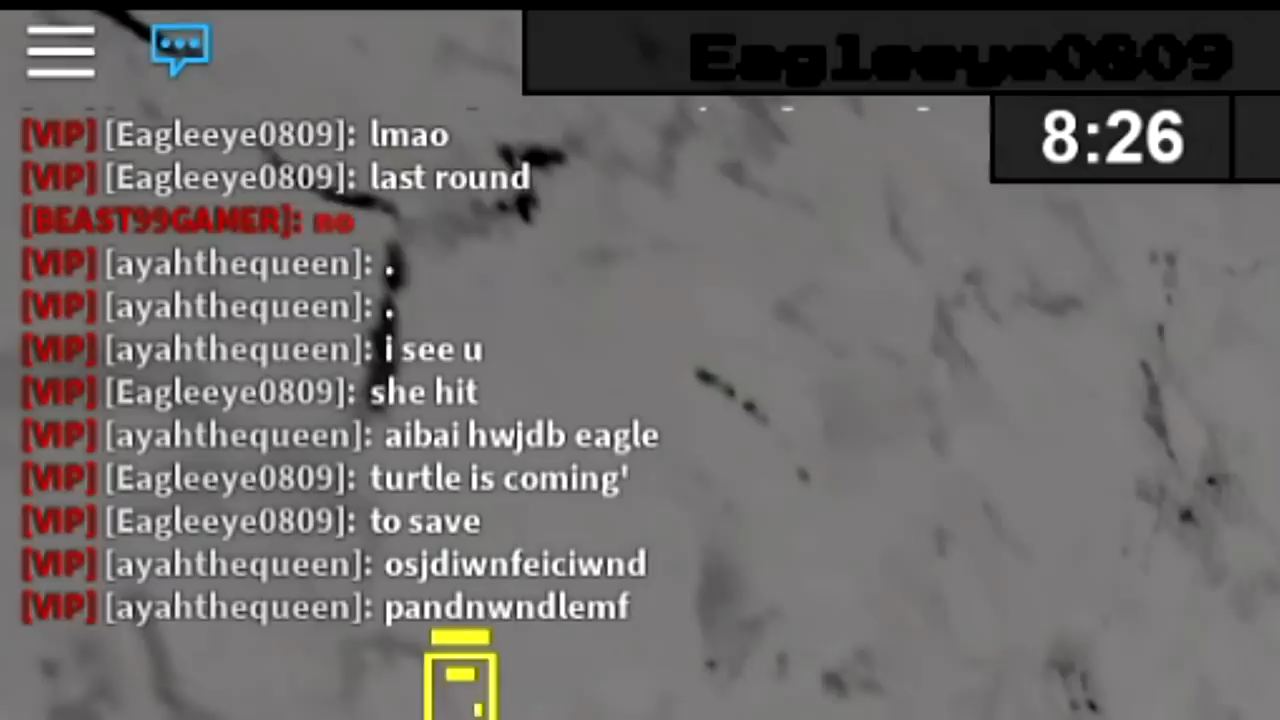 Eagleeye0809
8:26
[VIP] [Eagleeye0809]: lmao
[VIP] [Eagleeye0809]: last round
[BEAST99GAMER]: no
[VIP] [ayahthequeen]: .
[VIP] [ayahthequeen]: .
[VIP] [ayahthequeen]: i see u
[VIP] [Eagleeye0809]: she hit
[VIP] [ayahthequeen]: aibai hwjdb eagle
[VIP] [Eagleeye0809]: turtle is coming'
[VIP] [Eagleeye0809]: to save
[VIP] [ayahthequeen]: osjdiwnfeiciwnd
[VIP] [ayahthequeen]: pandnwndlemf